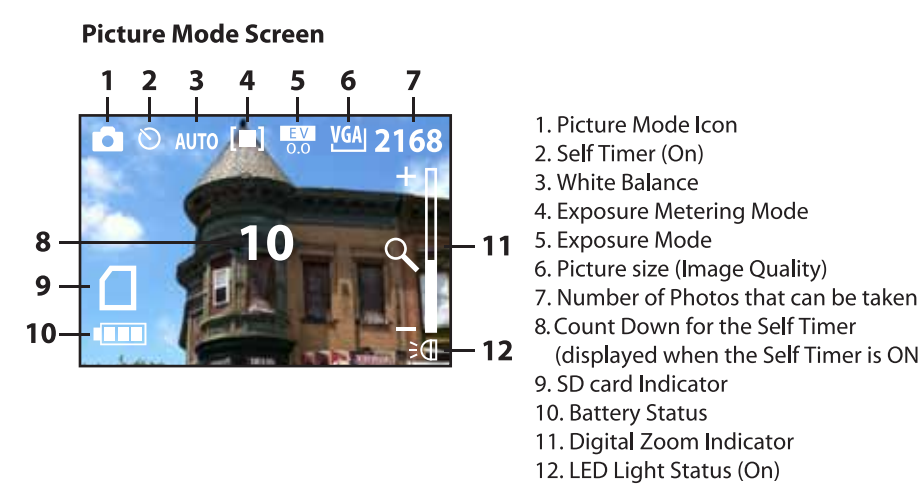 Picture Mode Screen
1 2 3 4 5 6 7
AUTO EV 0.0 VGA 2168
+
8 10 11
9
10
−
12
1. Picture Mode Icon
2. Self Timer (On)
3. White Balance
4. Exposure Metering Mode
5. Exposure Mode
6. Picture size (Image Quality)
7. Number of Photos that can be taken
8. Count Down for the Self Timer
(displayed when the Self Timer is ON
9. SD card Indicator
10. Battery Status
11. Digital Zoom Indicator
12. LED Light Status (On)